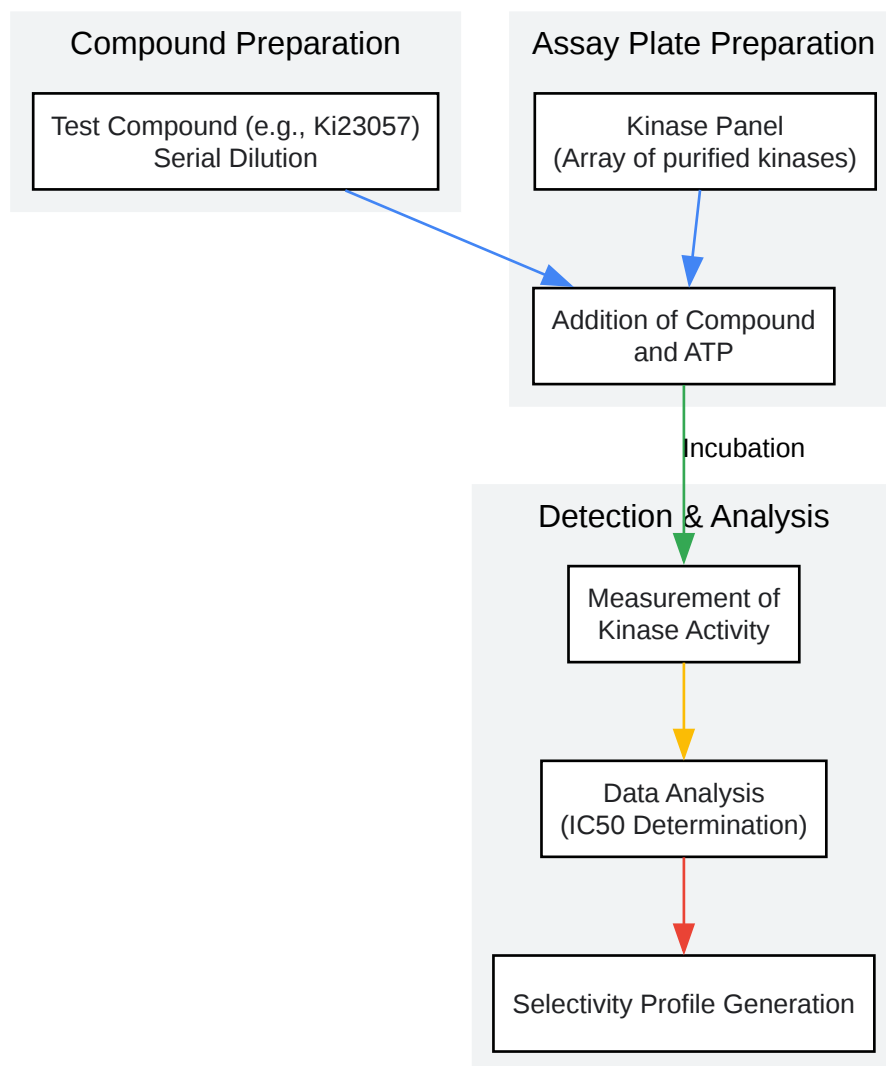 Compound Preparation
Test Compound (e.g., Ki23057)
Serial Dilution
Assay Plate Preparation
Kinase Panel
(Array of purified kinases)
Addition of Compound
and ATP
Incubation
Detection & Analysis
Measurement of
Kinase Activity
Data Analysis
(IC50 Determination)
Selectivity Profile Generation